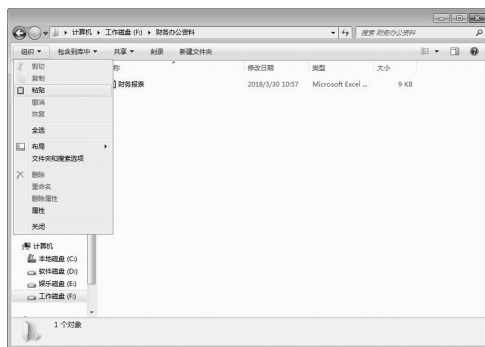 计算机 ▸ 工作磁盘 (F:) ▸ 财务办公资料
搜索 财务办公资料
组织 包含到库中 共享 刻录 新建文件夹
剪切
复制
粘贴
撤消
恢复
全选
布局
文件夹和搜索选项
删除
重命名
删除属性
属性
关闭
称 修改日期 类型 大小
财务报表 2018/3/30 10:57 Microsoft Excel ... 9 KB
计算机
本地磁盘 (C:)
软件磁盘 (D:)
娱乐磁盘 (E:)
工作磁盘 (F:)
1 个对象